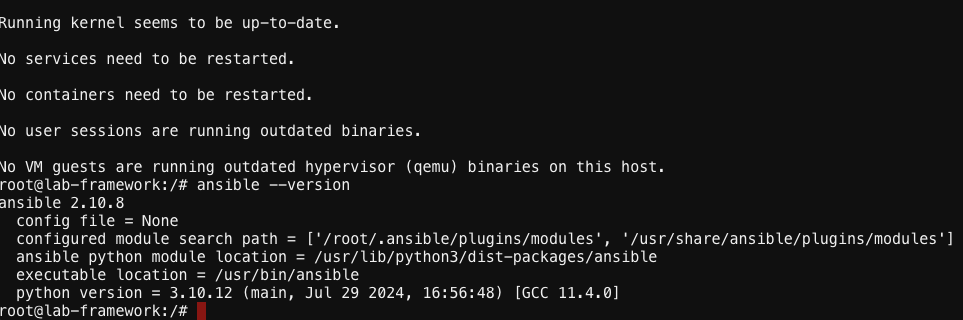 Running kernel seems to be up-to-date.
No services need to be restarted.
No containers need to be restarted.
No user sessions are running outdated binaries.
No VM guests are running outdated hypervisor (qemu) binaries on this host.
root@lab-framework:/# ansible --version
ansible 2.10.8
  config file = None
  configured module search path = ['/root/.ansible/plugins/modules', '/usr/share/ansible/plugins/modules']
  ansible python module location = /usr/lib/python3/dist-packages/ansible
  executable location = /usr/bin/ansible
  python version = 3.10.12 (main, Jul 29 2024, 16:56:48) [GCC 11.4.0]
root@lab-framework:/#